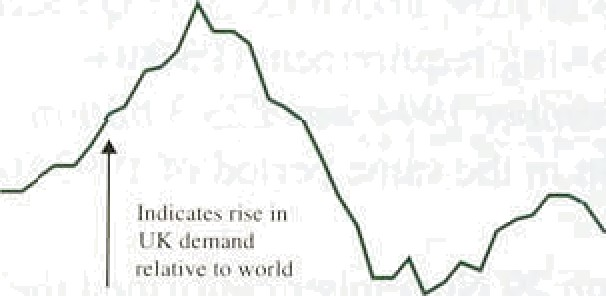 Indicates rise in
UK demand
relative to world